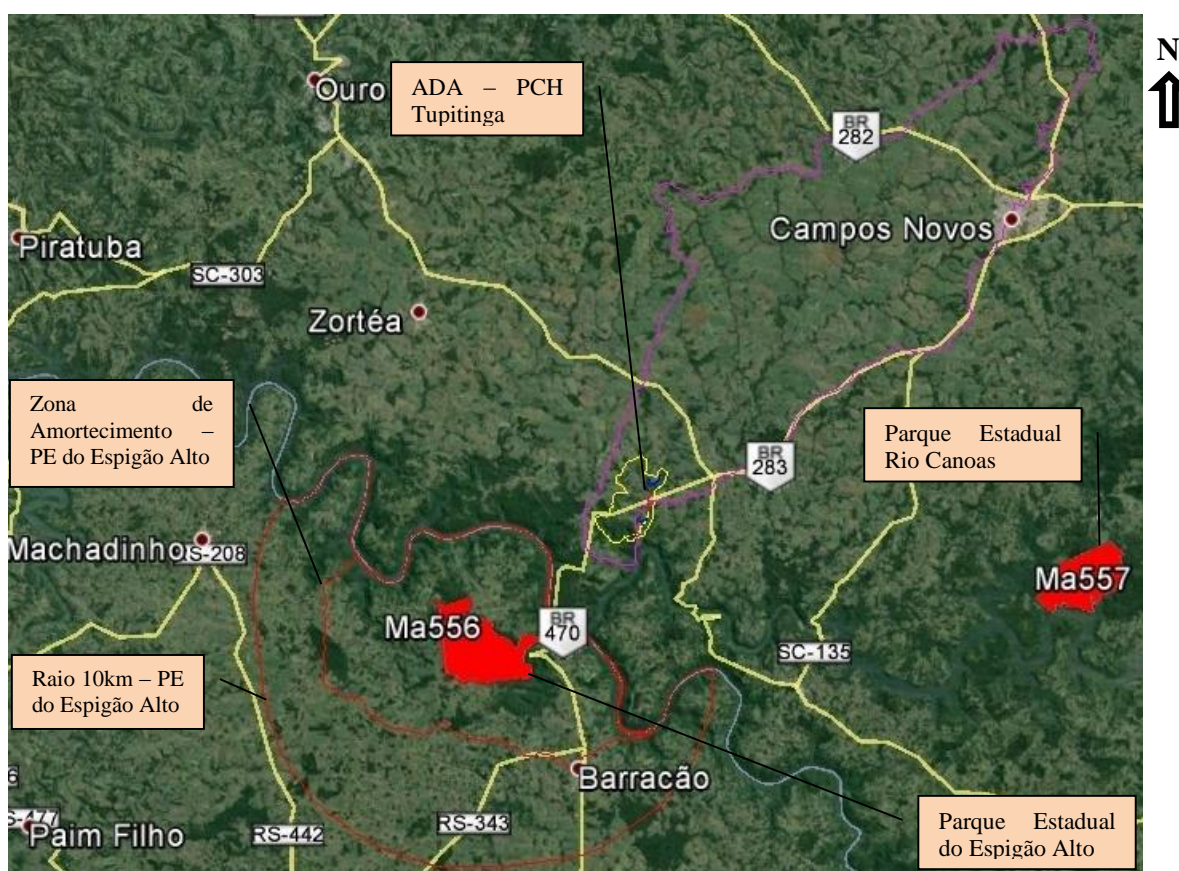 N
Ouro
ADA – PCH
Tupitinga
BR
282
Campos Novos
Piratuba
SC-303
Zortéa
Zona de
Amortecimento –
PE do Espigão Alto
Parque Estadual
Rio Canoas
BR
283
Machadinho
RS-208
Ma557
Ma556
BR
470
SC-135
Raio 10km – PE
do Espigão Alto
Barracão
6
S-477
Paim Filho
RS-442
RS-343
Parque Estadual
do Espigão Alto